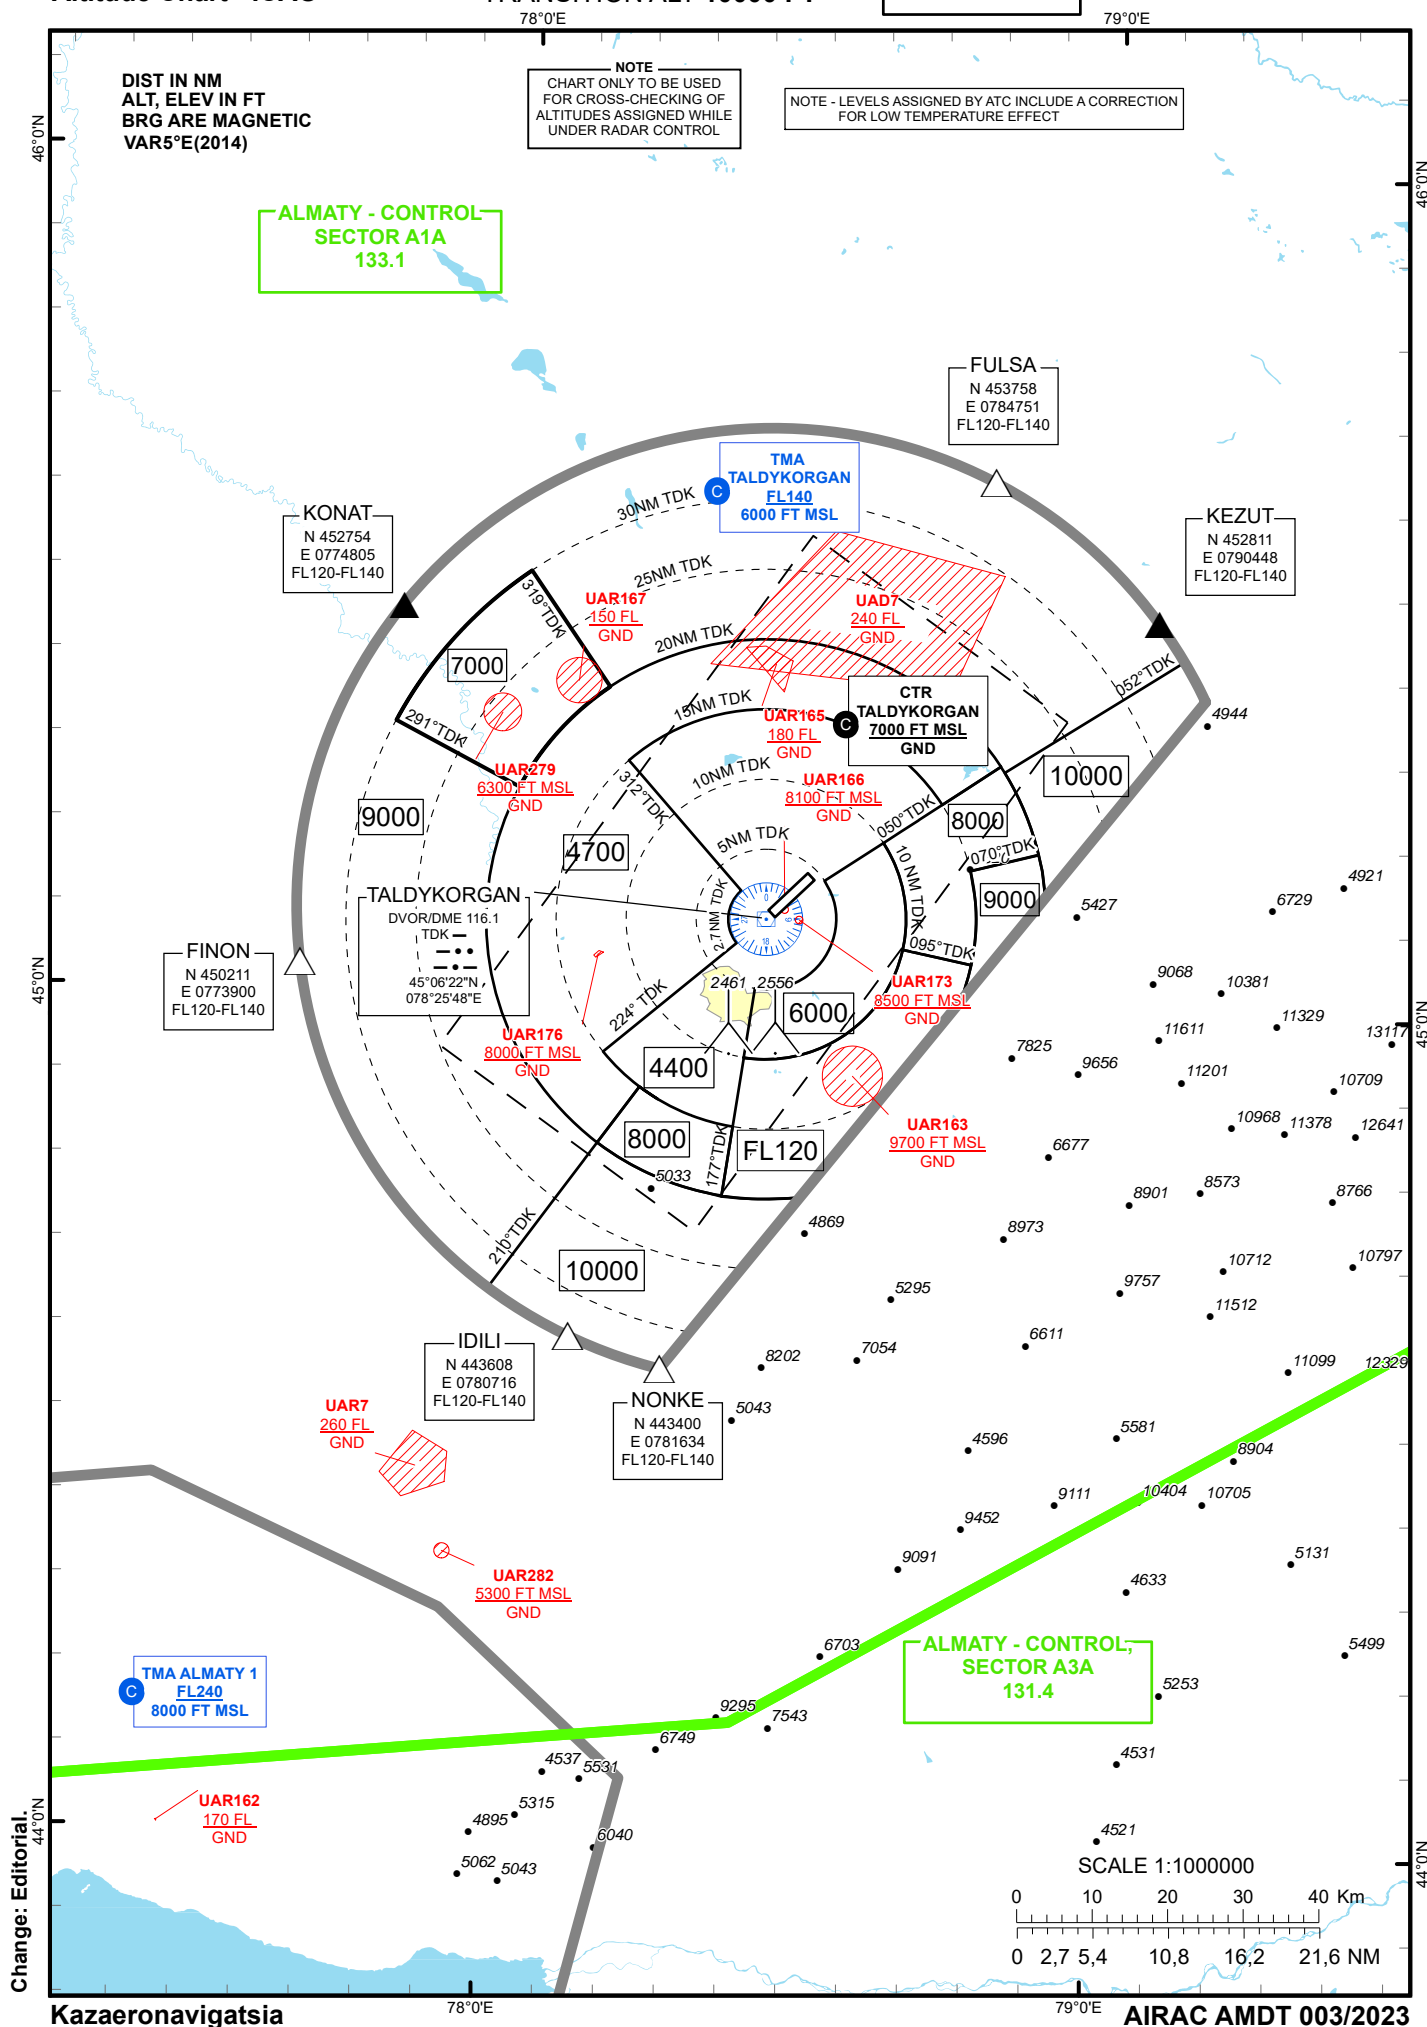 78°0'E
79°0'E
DIST IN NM
ALT, ELEV IN FT
BRG ARE MAGNETIC
VAR5°E(2014)
NOTE
CHART ONLY TO BE USED
FOR CROSS-CHECKING OF
ALTITUDES ASSIGNED WHILE
UNDER RADAR CONTROL
NOTE - LEVELS ASSIGNED BY ATC INCLUDE A CORRECTION
FOR LOW TEMPERATURE EFFECT
46°0'N
46°0'N
ALMATY - CONTROL
SECTOR A1A
133.1
FULSA
N 453758
E 0784751
FL120-FL140
TMA
TALDYKORGAN
FL140
6000 FT MSL
C
30NM TDK
KONAT
N 452754
E 0774805
FL120-FL140
KEZUT
N 452811
E 0790448
FL120-FL140
25NM TDK
319°TDK
UAR167
150 FL
GND
UAD7
240 FL
GND
20NM TDK
7000
052°TDK
291°TDK
15NM TDK
CTR
TALDYKORGAN
7000 FT MSL
GND
C
UAR165
180 FL
GND
4944
UAR279
6300 FT MSL
GND
312°TDK
10NM TDK
UAR166
8100 FT MSL
GND
10000
9000
050°TDK
8000
4700
5NM TDK
070°TDK
10 NM TDK
9000
TALDYKORGAN
DVOR/DME 116.1
TDK
45°06'22"N
078°25'48"E
2.7NM TDK
0
9
18
27
4921
6729
5427
095°TDK
FINON
N 450211
E 0773900
FL120-FL140
45°0'N
45°0'N
2461
2556
UAR173
8500 FT MSL
GND
9068
10381
224° TDK
6000
UAR176
8000 FT MSL
GND
11329
13117
11611
4400
7825
9656
11201
10709
8000
177°TDK
FL120
UAR163
9700 FT MSL
GND
10968
11378
12641
6677
5033
8573
8901
8766
210°TDK
4869
8973
10000
10712
10797
5295
9757
11512
IDILI
N 443608
E 0780716
FL120-FL140
6611
8202
7054
11099
12329
NONKE
N 443400
E 0781634
FL120-FL140
UAR7
260 FL
GND
5043
4596
5581
8904
9111
10404
10705
9452
9091
5131
UAR282
5300 FT MSL
GND
4633
6703
ALMATY - CONTROL,
SECTOR A3A
131.4
5499
C
TMA ALMATY 1
FL240
8000 FT MSL
5253
9295
7543
6749
4537
5531
4531
UAR162
170 FL
GND
5315
4895
6040
4521
44°0'N
44°0'N
5062
5043
SCALE 1:1000000
0 10 20 30 40 Km
0 2,7 5,4 10,8 16,2 21,6 NM
Change: Editorial.
78°0'E
79°0'E
Kazaeronavigatsia
AIRAC AMDT 003/2023